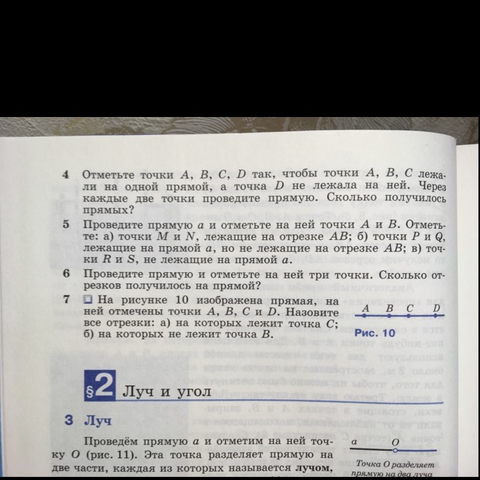 4 Отметьте точки A, B, C, D так, чтобы точки A, B, C лежа-
ли на одной прямой, а точка D не лежала на ней. Через
каждые две точки проведите прямую. Сколько получилось
прямых?
5 Проведите прямую a и отметьте на ней точки A и B. Отметь-
те: а) точки M и N, лежащие на отрезке AB; б) точки P и Q,
лежащие на прямой a, но не лежащие на отрезке AB; в) точ-
ки R и S, не лежащие на прямой a.
6 Проведите прямую и отметьте на ней три точки. Сколько от-
резков получилось на прямой?
7 □ На рисунке 10 изображена прямая, на
ней отмечены точки A, B, C и D. Назовите
все отрезки: а) на которых лежит точка C;
б) на которых не лежит точка B.
A B C D
Рис. 10
§2 Луч и угол
3 Луч
Проведём прямую a и отметим на ней точ-
ку O (рис. 11). Эта точка разделяет прямую на
две части, каждая из которых называется лучом,
a O
Точка O разделяет
прямую на два луча